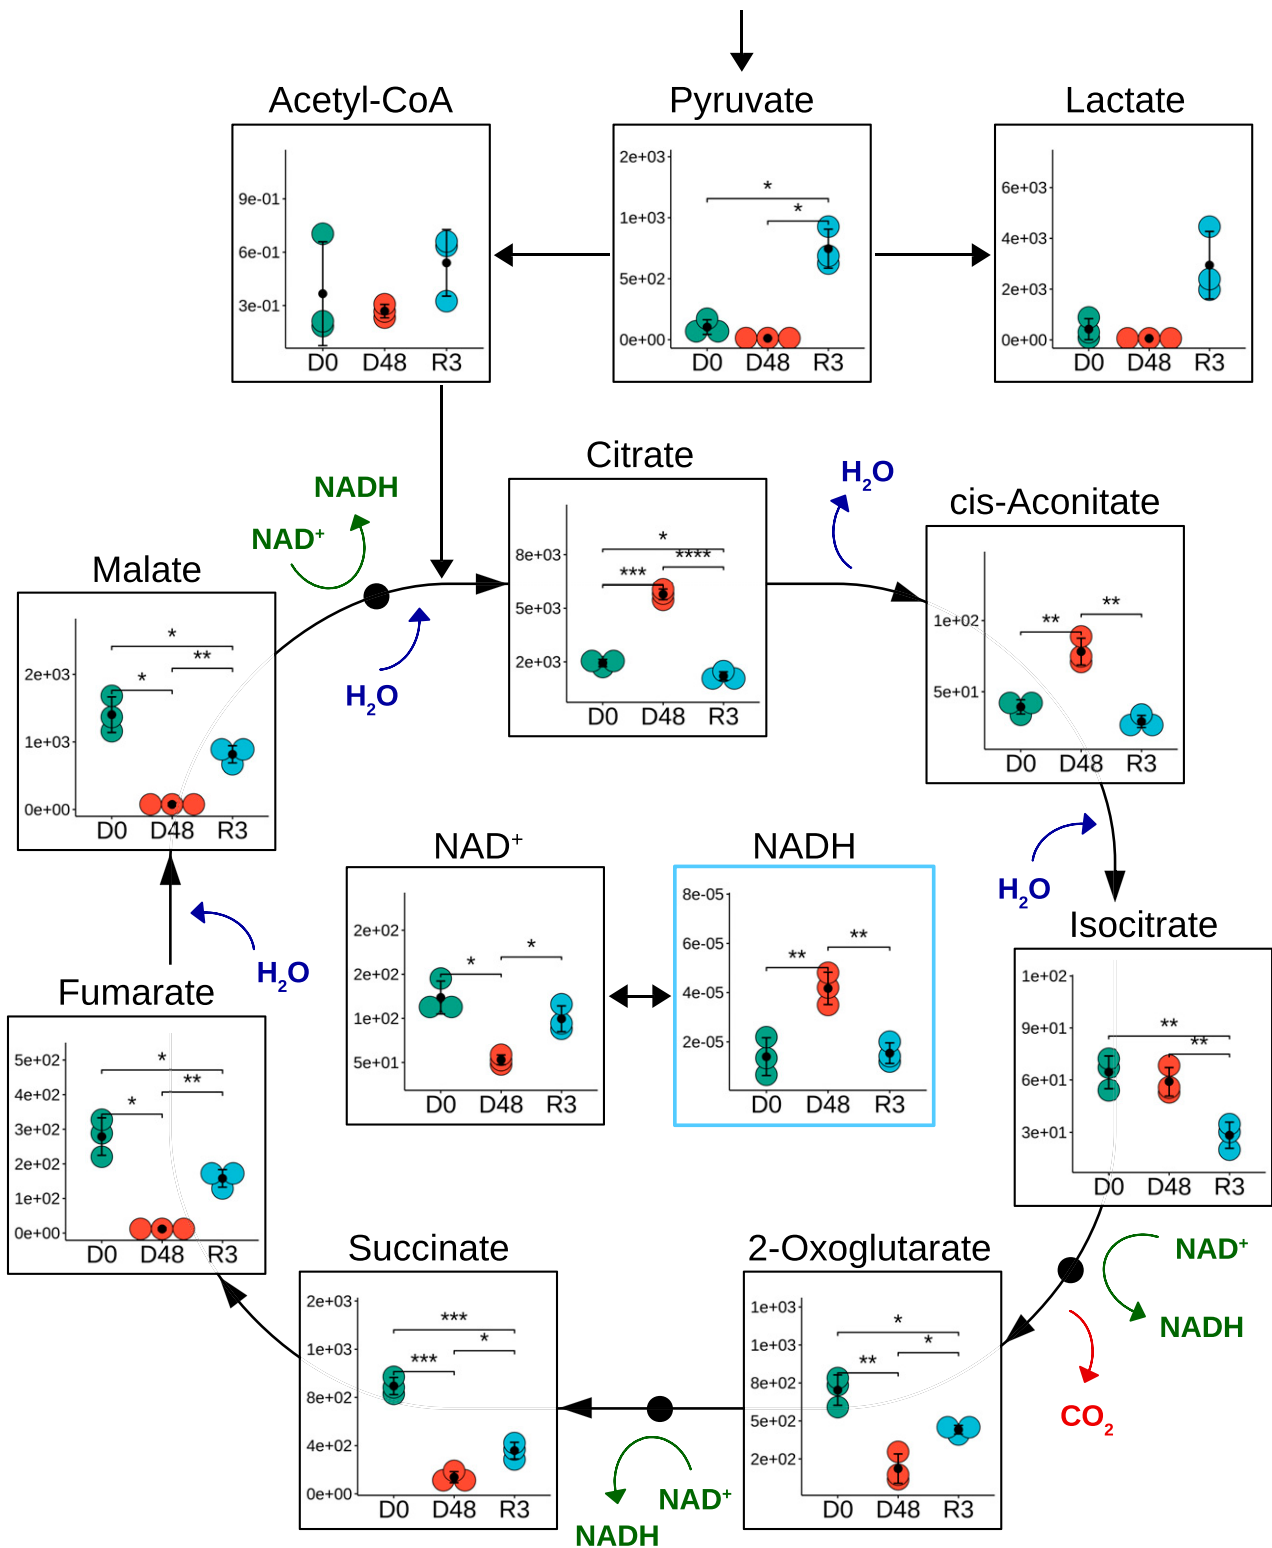 Acetyl-CoA
9e-01
6e-01
3e-01
D0 D48 R3
Pyruvate
2e+03
1e+03
5e+02
0e+00
*
*
D0 D48 R3
Lactate
6e+03
4e+03
2e+03
0e+00
D0 D48 R3
NADH
NAD+
H2O
Citrate
8e+03
5e+03
2e+03
*
****
***
D0 D48 R3
H2O
cis-Aconitate
1e+02
5e+01
**
**
D0 D48 R3
Malate
2e+03
1e+03
0e+00
*
**
*
D0 D48 R3
NAD+
2e+02
2e+02
1e+02
5e+01
*
*
D0 D48 R3
NADH
8e-05
6e-05
4e-05
2e-05
**
**
D0 D48 R3
H2O
Isocitrate
1e+02
9e+01
6e+01
3e+01
**
**
D0 D48 R3
H2O
Fumarate
5e+02
4e+02
3e+02
2e+02
1e+02
0e+00
*
**
*
D0 D48 R3
Succinate
2e+03
1e+03
8e+02
4e+02
0e+00
***
*
***
D0 D48 R3
2-Oxoglutarate
1e+03
1e+03
8e+02
5e+02
2e+02
*
*
**
D0 D48 R3
NAD+
NADH
CO2
NAD+
NADH